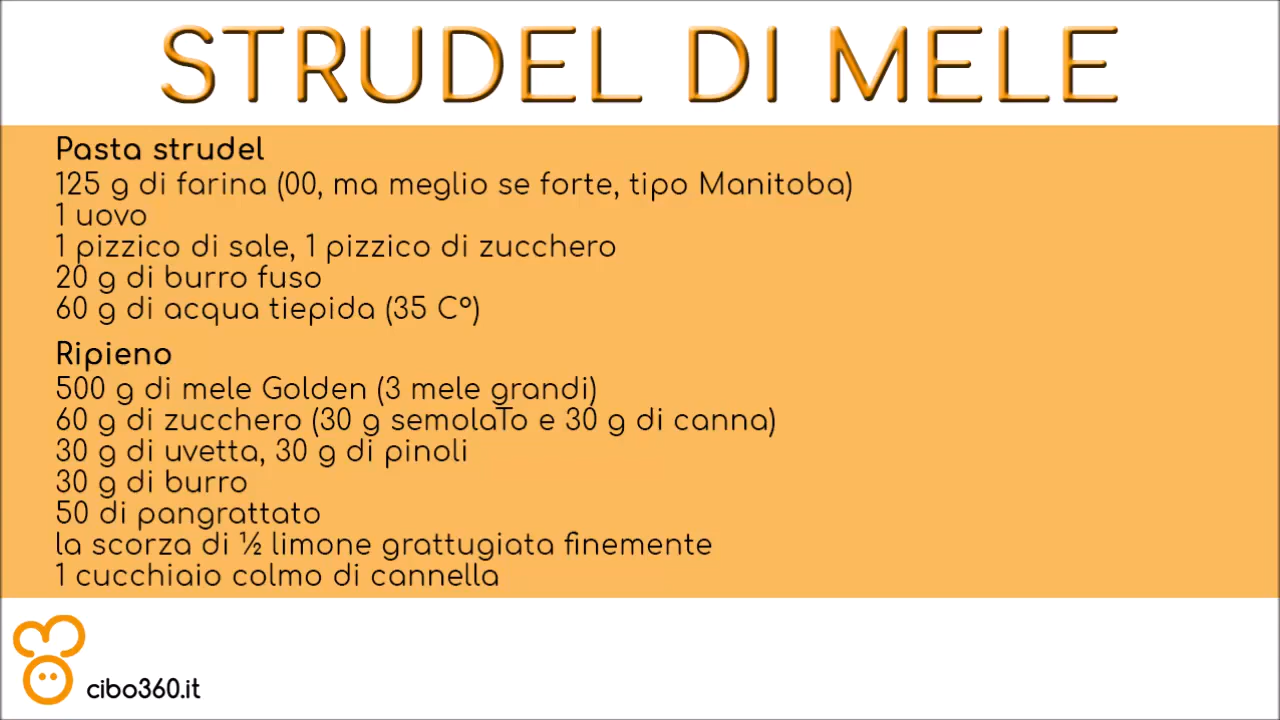 STRUDEL DI MELE
Pasta strudel
125 g di farina (00, ma meglio se forte, tipo Manitoba)
1 uovo
1 pizzico di sale, 1 pizzico di zucchero
20 g di burro fuso
60 g di acqua tiepida (35 C°)
Ripieno
500 g di mele Golden (3 mele grandi)
60 g di zucchero (30 g semolaTo e 30 g di canna)
30 g di uvetta, 30 g di pinoli
30 g di burro
50 di pangrattato
la scorza di ½ limone grattugiata finemente
1 cucchiaio colmo di cannella
cibo360.it